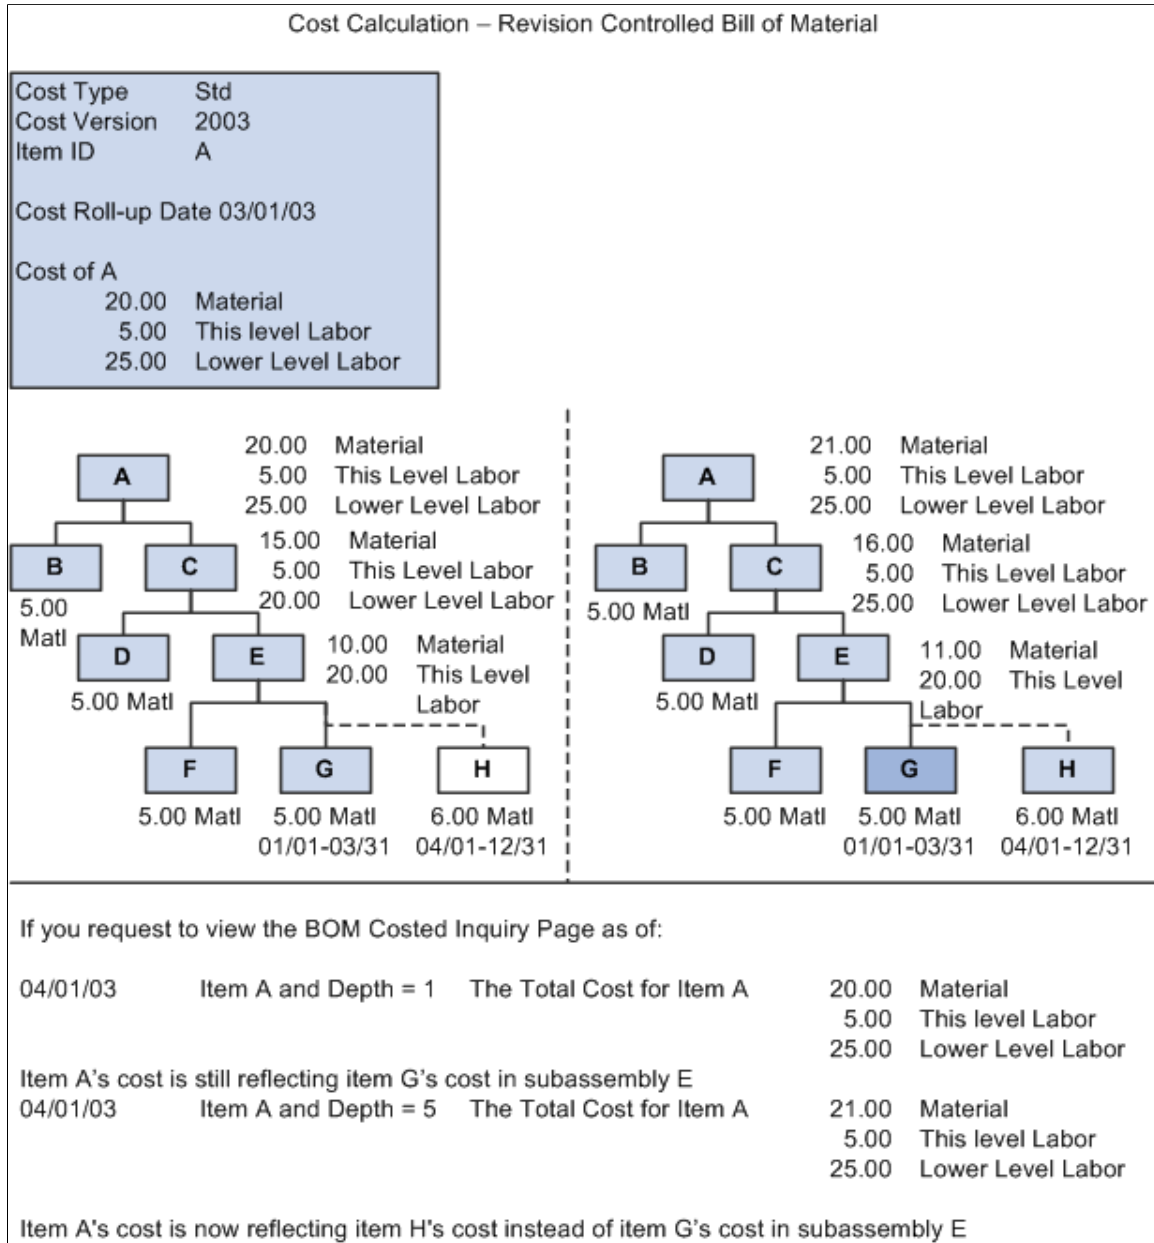 Cost Calculation – Revision Controlled Bill of Material
Cost Type Std
Cost Version 2003
Item ID A
Cost Roll-up Date 03/01/03
Cost of A
20.00 Material
5.00 This level Labor
25.00 Lower Level Labor
A
20.00 Material
5.00 This Level Labor
25.00 Lower Level Labor
B
5.00
Matl
C
15.00 Material
5.00 This Level Labor
20.00 Lower Level Labor
D
5.00 Matl
E
10.00 Material
20.00 This Level
Labor
F
5.00 Matl
G
5.00 Matl
01/01-03/31
H
6.00 Matl
04/01-12/31
A
21.00 Material
5.00 This Level Labor
25.00 Lower Level Labor
B
5.00 Matl
C
16.00 Material
5.00 This Level Labor
25.00 Lower Level Labor
D
5.00 Matl
E
11.00 Material
20.00 This Level
Labor
F
5.00 Matl
G
5.00 Matl
01/01-03/31
H
6.00 Matl
04/01-12/31
If you request to view the BOM Costed Inquiry Page as of:
04/01/03 Item A and Depth = 1 The Total Cost for Item A 20.00 Material
5.00 This level Labor
25.00 Lower Level Labor
Item A's cost is still reflecting item G's cost in subassembly E
04/01/03 Item A and Depth = 5 The Total Cost for Item A 21.00 Material
5.00 This level Labor
25.00 Lower Level Labor
Item A's cost is now reflecting item H's cost instead of item G's cost in subassembly E